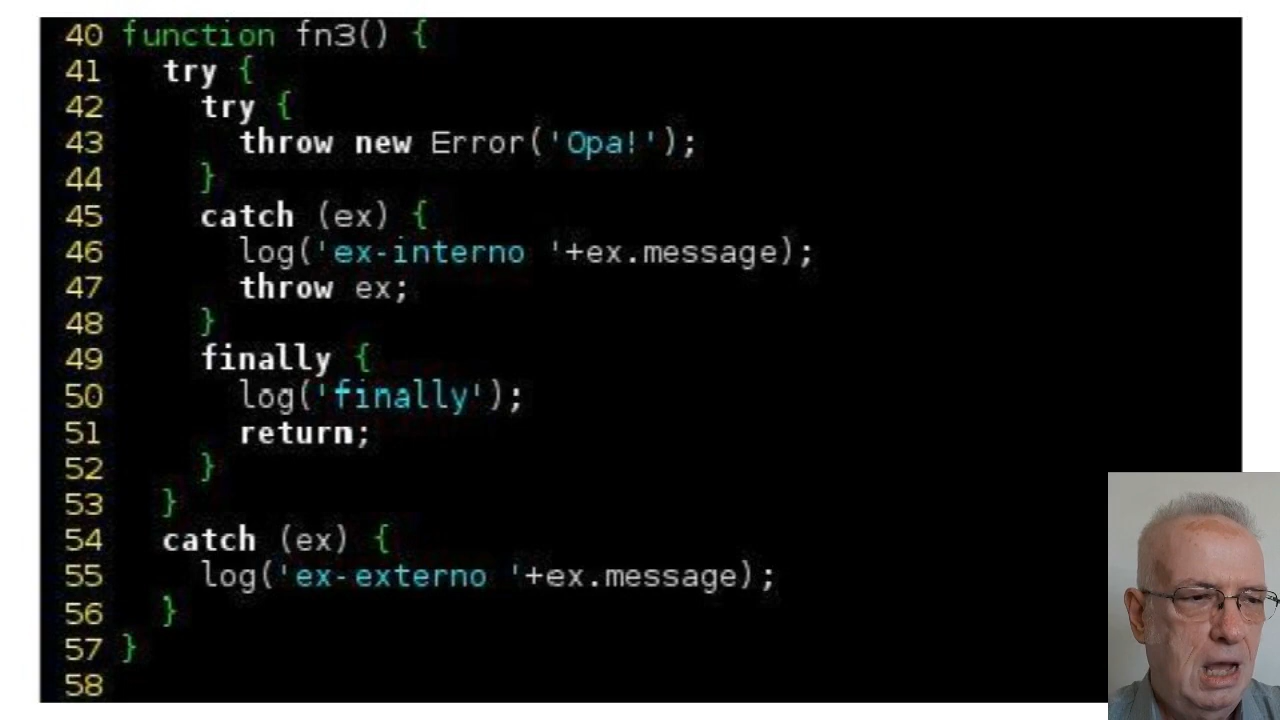 40 function fn3() {
41   try {
42     try {
43       throw new Error('Opa!');
44     }
45     catch (ex) {
46       log('ex-interno '+ex.message);
47       throw ex;
48     }
49     finally {
50       log('finally');
51       return;
52     }
53   }
54   catch (ex) {
55     log('ex-externo '+ex.message);
56   }
57 }
58